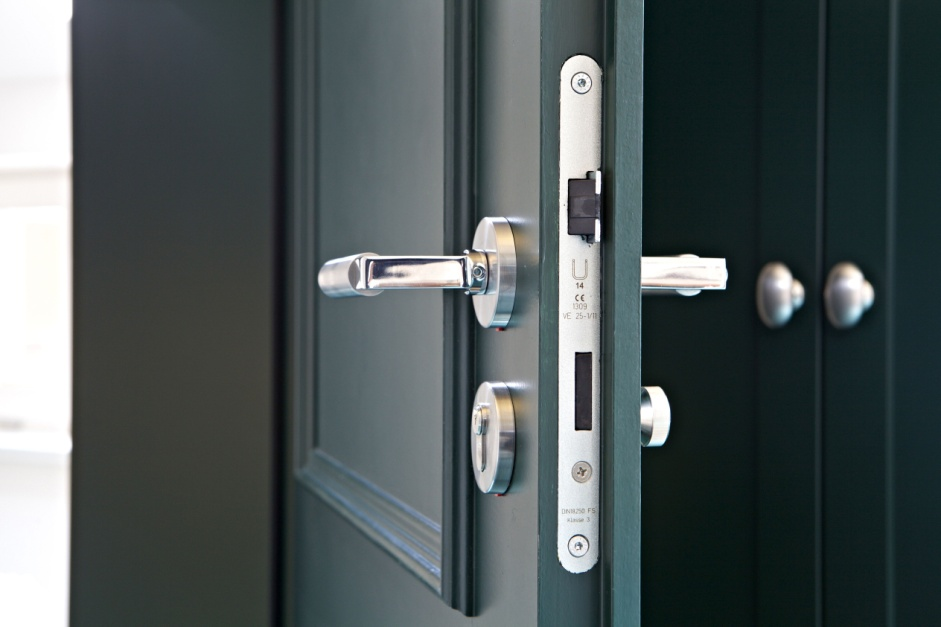 U
14
CE
1309
VE 25-1/11
DIN18250 FS
Klasse 3